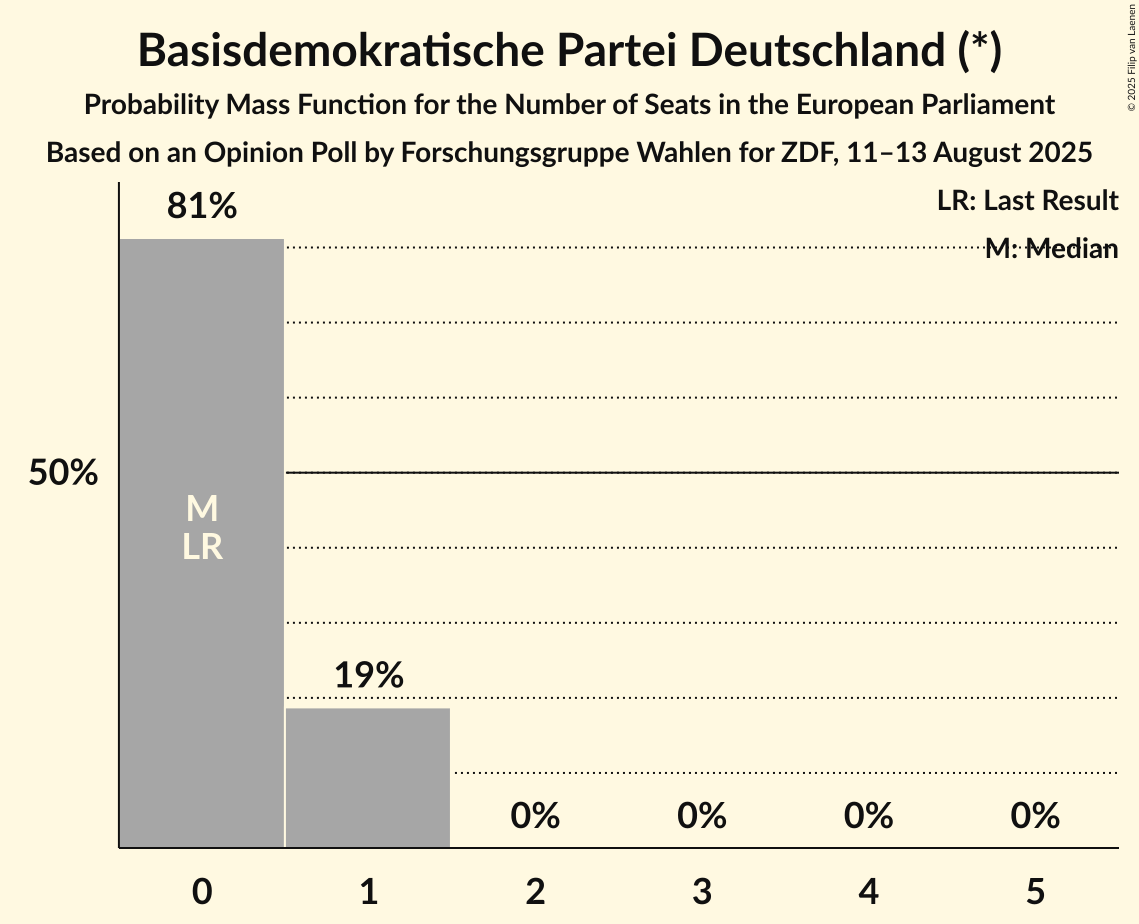 Basisdemokratische Partei Deutschland (*)
Probability Mass Function for the Number of Seats in the European Parliament
Based on an Opinion Poll by Forschungsgruppe Wahlen for ZDF, 11–13 August 2025
© 2025 Filip van Laenen
LR: Last Result
M: Median
81%
50%
M
LR
19%
0% 0% 0% 0%
0 1 2 3 4 5